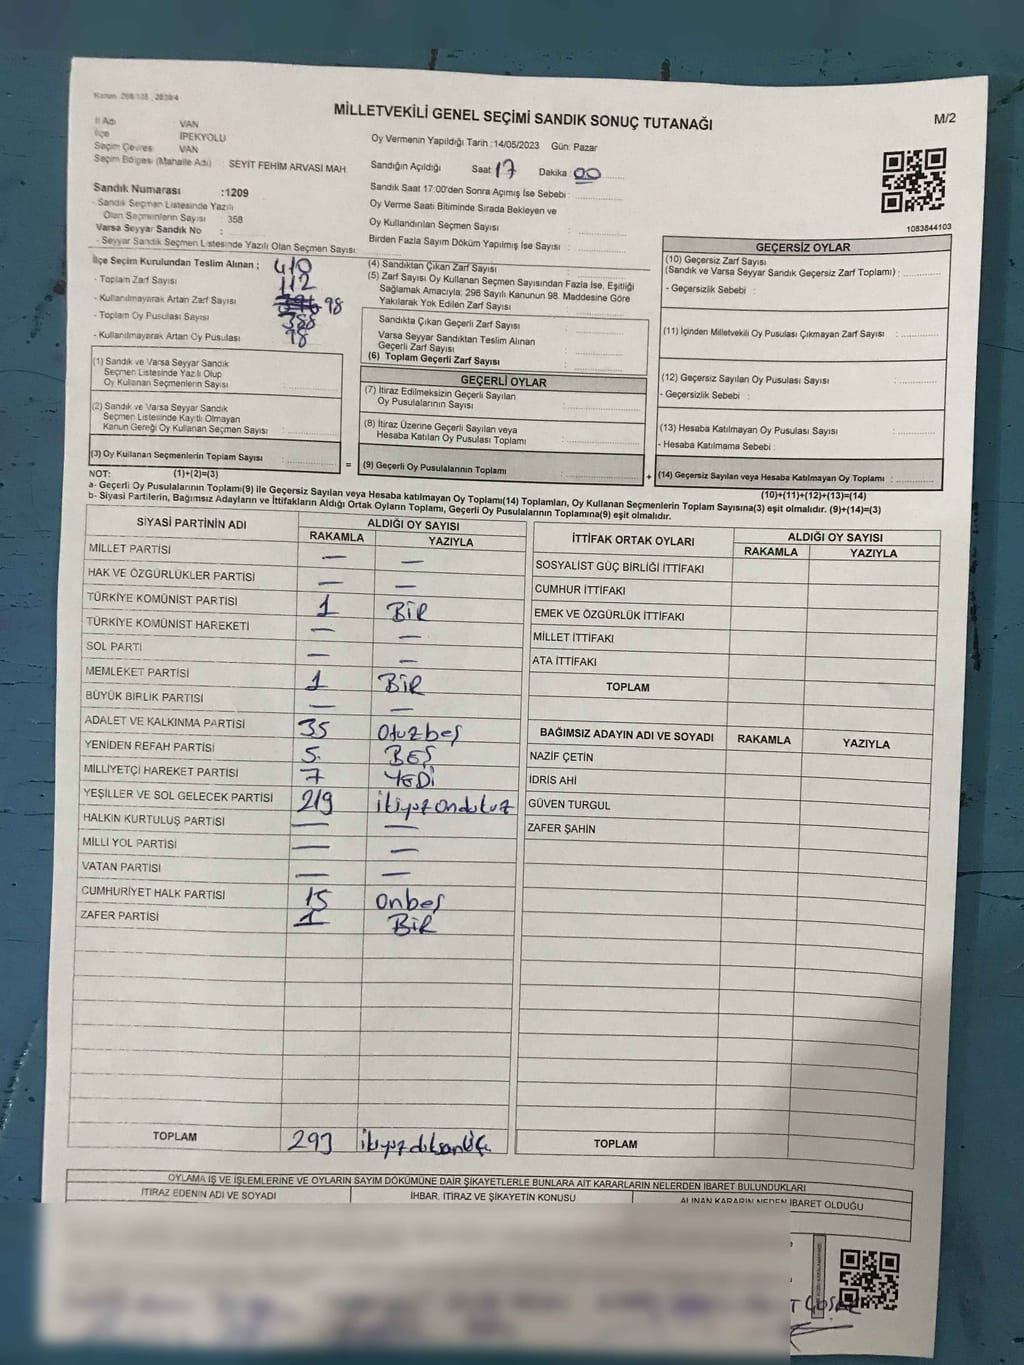 MİLLETVEKİLİ GENEL SEÇİMİ SANDIK SONUÇ TUTANAĞI
M/2
İl Adı : VAN
İlçe : İPEKYOLU
Seçim Çevresi : VAN
Seçim Bölgesi (Mahalle Adı) : SEYİT FEHİM ARVASİ MAH
Sandık Numarası :1209
- Sandık Seçmen Listesinde Yazılı
Olan Seçmenlerin Sayısı : 358
Varsa Seyyar Sandık No :
- Seyyar Sandık Seçmen Listesinde Yazılı Olan Seçmen Sayısı:
Oy Vermenin Yapıldığı Tarih :14/05/2023 Gün: Pazar
Sandığın Açıldığı Saat 17 Dakika : 00
Sandık Saat 17:00'den Sonra Açımış İse Sebebi :
Oy Verme Saati Bitiminde Sırada Bekleyen ve
Oy Kullandırılan Seçmen Sayısı :
Birden Fazla Sayım Döküm Yapılmış İse Sayısı :
1083844103
İlçe Seçim Kurulundan Teslim Alınan :
- Toplam Zarf Sayısı : 410
- Kullanılmayarak Artan Zarf Sayısı : 112
- Toplam Oy Pusulası Sayısı : 98
- Kullanılmayarak Artan Oy Pusulası : 98
(4) Sandıktan Çıkan Zarf Sayısı :
(5) Zarf Sayısı Oy Kullanan Seçmen Sayısından Fazla İse, Eşitliği
Sağlamak Amacıyla, 298 Sayılı Kanunun 98. Maddesine Göre
Yakılarak Yok Edilen Zarf Sayısı :
Sandıkta Çıkan Geçerli Zarf Sayısı :
Varsa Seyyar Sandıktan Teslim Alınan
Geçerli Zarf Sayısı :
(6) Toplam Geçerli Zarf Sayısı :
GEÇERSİZ OYLAR
(10) Geçersiz Zarf Sayısı
(Sandık ve Varsa Seyyar Sandık Geçersiz Zarf Toplamı) :
- Geçersizlik Sebebi :
(11) İçinden Milletvekili Oy Pusulası Çıkmayan Zarf Sayısı :
(12) Geçersiz Sayılan Oy Pusulası Sayısı :
- Geçersizlik Sebebi :
(13) Hesaba Katılmayan Oy Pusulası Sayısı :
- Hesaba Katılmama Sebebi :
(14) Geçersiz Sayılan veya Hesaba Katılmayan Oy Toplamı :
(10)+(11)+(12)+(13)=(14)
(1) Sandık ve Varsa Seyyar Sandık
Seçmen Listesinde Yazılı Olup
Oy Kullanan Seçmenlerin Sayısı :
(2) Sandık ve Varsa Seyyar Sandık
Seçmen Listesinde Kayıtlı Olmayan
Kanun Gereği Oy Kullanan Seçmen Sayısı :
(3) Oy Kullanan Seçmenlerin Toplam Sayısı :
=
GEÇERLİ OYLAR
(7) İtiraz Edilmeksizin Geçerli Sayılan
Oy Pusulalarının Sayısı :
(8) İtiraz Üzerine Geçerli Sayılan veya
Hesaba Katılan Oy Pusulası Toplamı :
(9) Geçerli Oy Pusulalarının Toplamı :
+
NOT: (1)+(2)=(3)
a- Geçerli Oy Pusulalarının Toplamı(9) ile Geçersiz Sayılan veya Hesaba katılmayan Oy Toplamı(14) Toplamları, Oy Kullanan Seçmenlerin Toplam Sayısına(3) eşit olmalıdır. (9)+(14)=(3)
b- Siyasi Partilerin, Bağımsız Adayların ve İttifakların Aldığı Ortak Oyların Toplamı, Geçerli Oy Pusulalarının Toplamına(9) eşit olmalıdır.
SİYASİ PARTİNİN ADI ALDIĞI OY SAYISI
RAKAMLA YAZIYLA
MİLLET PARTİSİ — —
HAK VE ÖZGÜRLÜKLER PARTİSİ — —
TÜRKİYE KOMÜNİST PARTİSİ 1 BİR
TÜRKİYE KOMÜNİST HAREKETİ — —
SOL PARTİ — —
MEMLEKET PARTİSİ 1 BİR
BÜYÜK BİRLİK PARTİSİ — —
ADALET VE KALKINMA PARTİSİ 35 Otuzbeş
YENİDEN REFAH PARTİSİ 5. BEŞ
MİLLİYETÇİ HAREKET PARTİSİ 7 YEDİ
YEŞİLLER VE SOL GELECEK PARTİSİ 219 ikiyüz ondokuz
HALKIN KURTULUŞ PARTİSİ — —
MİLLİ YOL PARTİSİ — —
VATAN PARTİSİ — —
CUMHURİYET HALK PARTİSİ 15 Onbeş
ZAFER PARTİSİ 1 BİR
TOPLAM 293
İTTİFAK ORTAK OYLARI ALDIĞI OY SAYISI
RAKAMLA YAZIYLA
SOSYALİST GÜÇ BİRLİĞİ İTTİFAKI
CUMHUR İTTİFAKI
EMEK VE ÖZGÜRLÜK İTTİFAKI
MİLLET İTTİFAKI
ATA İTTİFAKI
TOPLAM
BAĞIMSIZ ADAYIN ADI VE SOYADI RAKAMLA YAZIYLA
NAZİF ÇETİN
İDRİS AHİ
GÜVEN TURGUL
ZAFER ŞAHİN
TOPLAM
OYLAMA İŞ VE İŞLEMLERİNE VE OYLARIN SAYIM DÖKÜMÜNE DAİR ŞİKAYETLERLE BUNLARA AİT KARARLARIN NELERDEN İBARET BULUNDUKLARI
İTİRAZ EDENİN ADI VE SOYADI İHBAR, İTİRAZ VE ŞİKAYETİN KONUSU ALINAN KARARIN NEDEN İBARET OLDUĞU